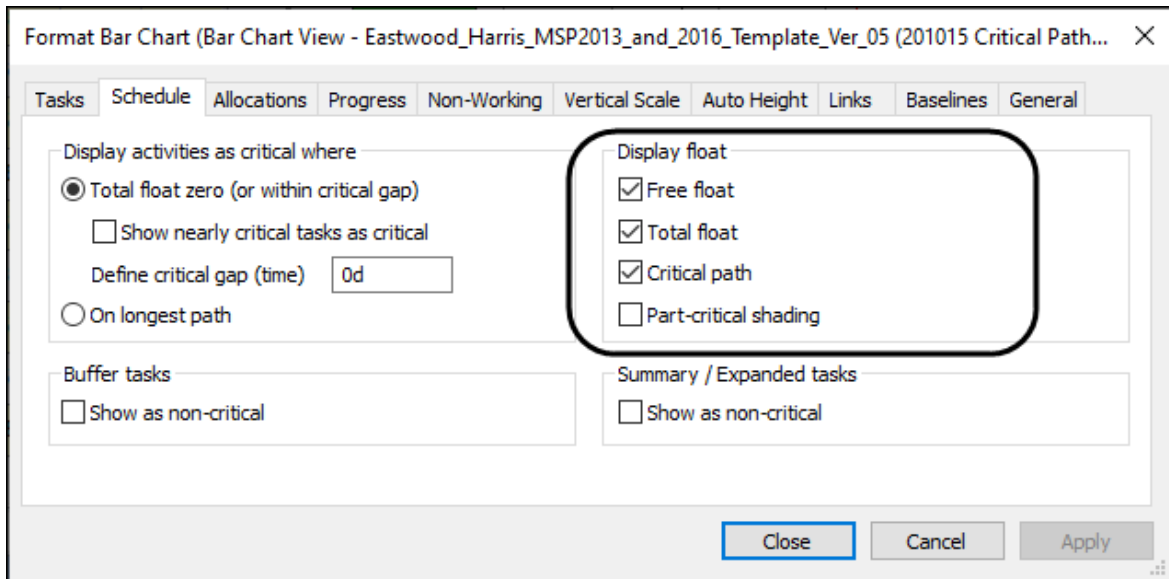 Format Bar Chart (Bar Chart View - Eastwood_Harris_MSP2013_and_2016_Template_Ver_05 (201015 Critical Path...
Tasks Schedule Allocations Progress Non-Working Vertical Scale Auto Height Links Baselines General
Display activities as critical where
Total float zero (or within critical gap)
Show nearly critical tasks as critical
Define critical gap (time) 0d
On longest path
Display float
Free float
Total float
Critical path
Part-critical shading
Buffer tasks
Show as non-critical
Summary / Expanded tasks
Show as non-critical
Close Cancel Apply